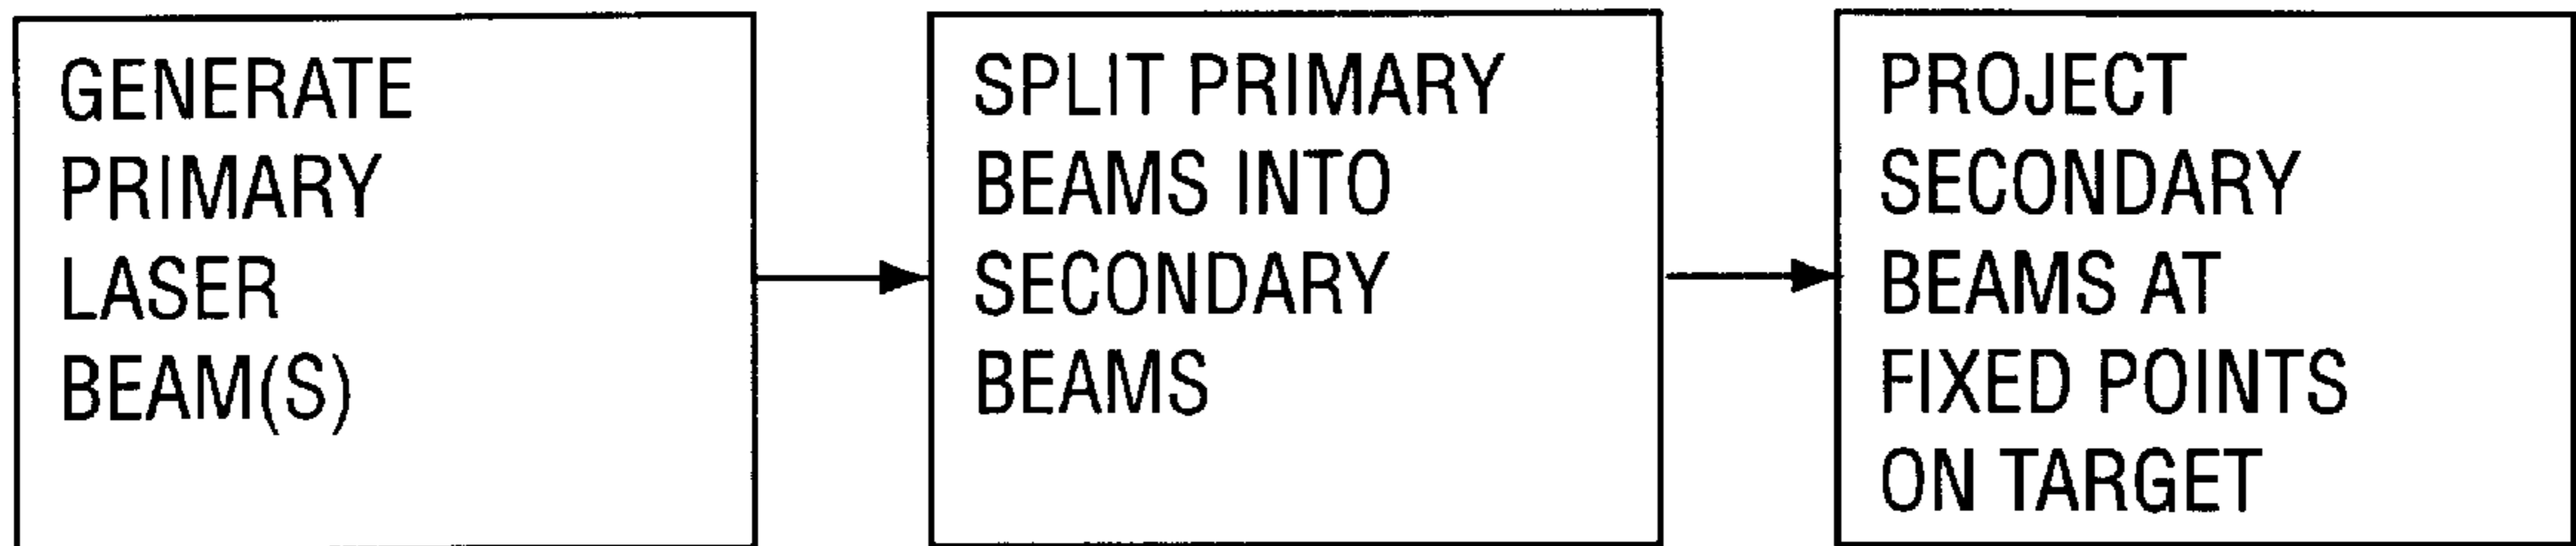 GENERATE
PRIMARY
LASER
BEAM(S)
SPLIT PRIMARY
BEAMS INTO
SECONDARY
BEAMS
PROJECT
SECONDARY
BEAMS AT
FIXED POINTS
ON TARGET